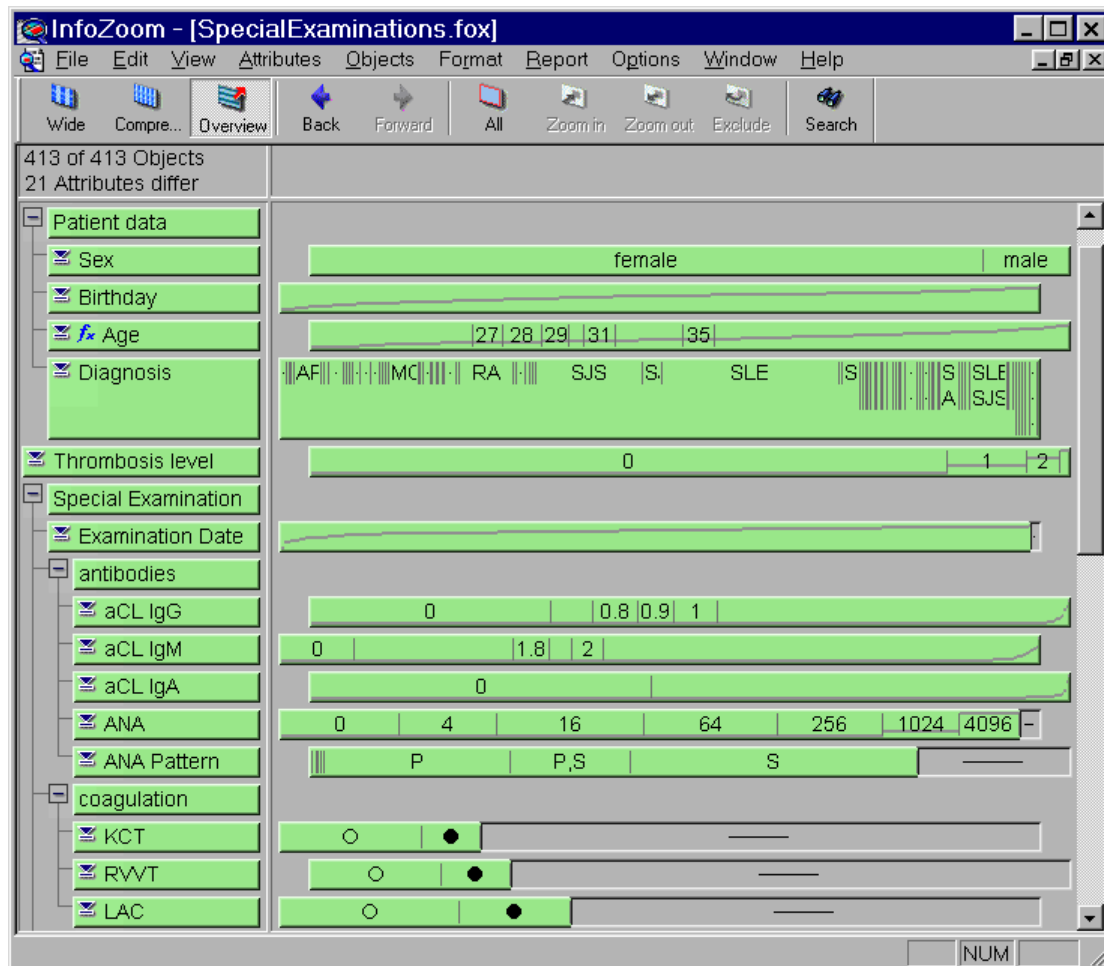 InfoZoom - [SpecialExaminations.fox]
File Edit View Attributes Objects Format Report Options Window Help
Wide Compre... Overview Back Forward All Zoom in Zoom out Exclude Search
413 of 413 Objects
21 Attributes differ
Patient data
Sex female male
Birthday
fx Age 27 28 29 31 35
Diagnosis RA SJS SLE S SLE
A SJS
Thrombosis level 0 1 2
Special Examination
Examination Date
antibodies
aCL IgG 0 0.8 0.9 1
aCL IgM 0 1.8 2
aCL IgA 0
ANA 0 4 16 64 256 1024 4096 -
ANA Pattern P P,S S
coagulation
KCT
RVVT
LAC
NUM